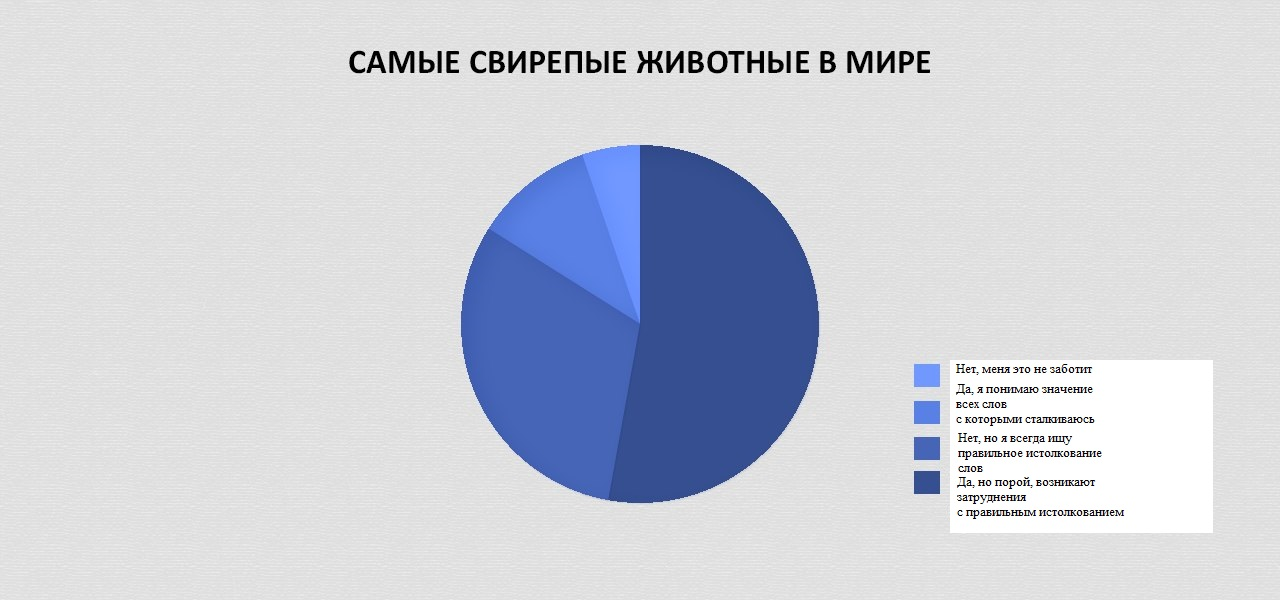 САМЫЕ СВИРЕПЫЕ ЖИВОТНЫЕ В МИРЕ
Нет, меня это не заботит
Да, я понимаю значение
всех слов
с которыми сталкиваюсь
Нет, но я всегда ищу
правильное истолкование
слов
Да, но порой, возникают
затруднения
с правильным истолкованием